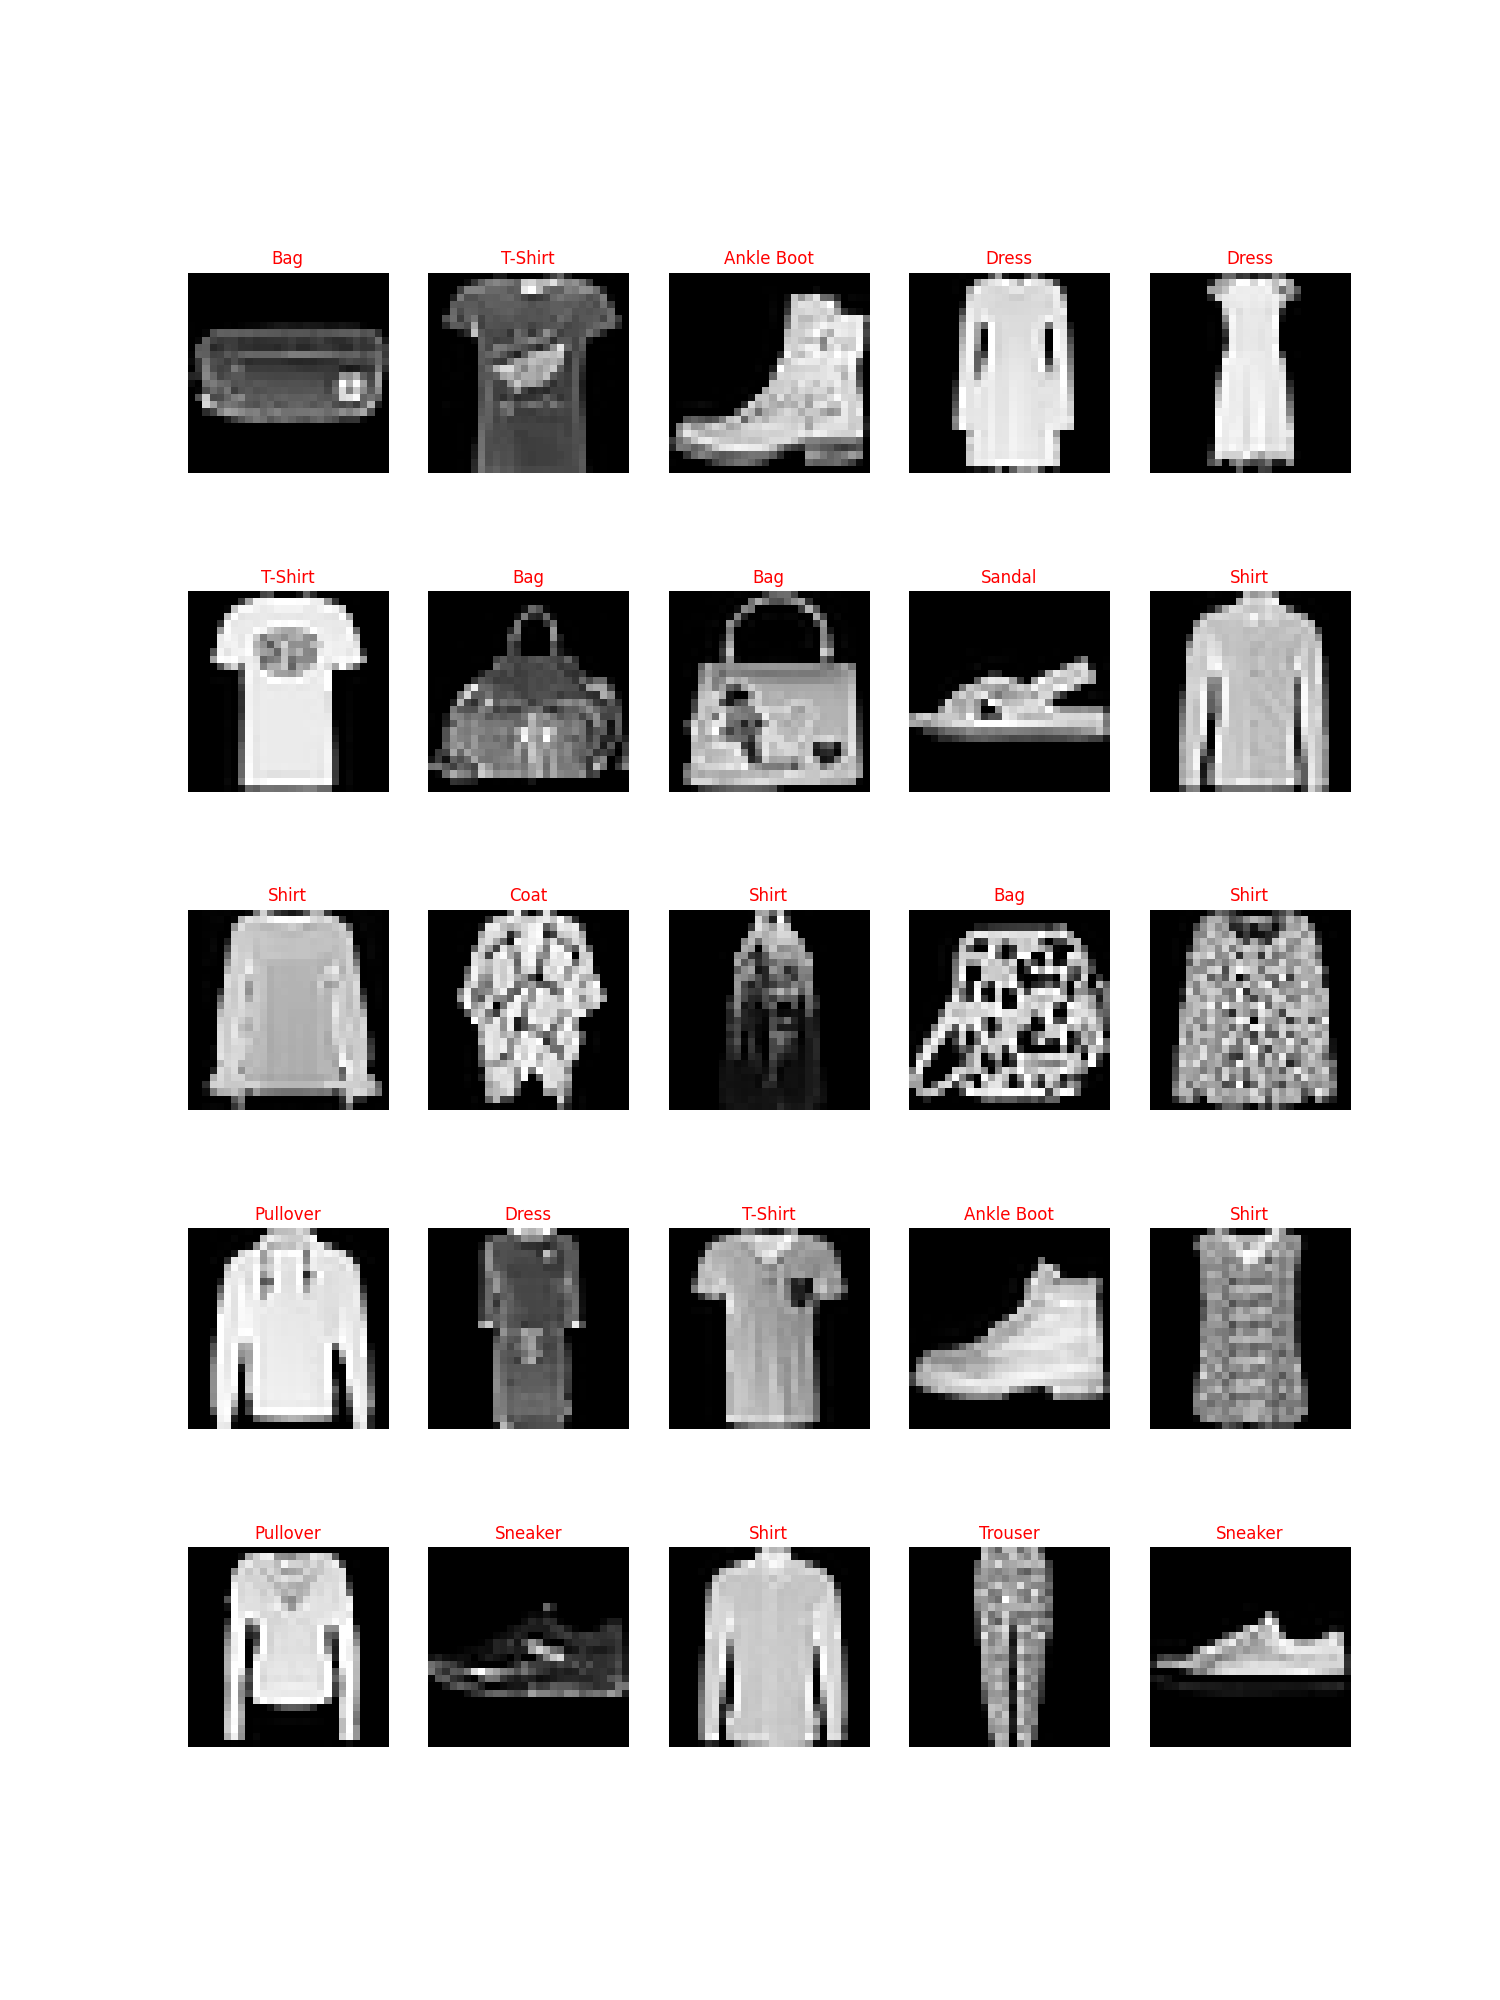 Bag T-Shirt Ankle Boot Dress Dress
T-Shirt Bag Bag Sandal Shirt
Shirt Coat Shirt Bag Shirt
Pullover Dress T-Shirt Ankle Boot Shirt
Pullover Sneaker Shirt Trouser Sneaker